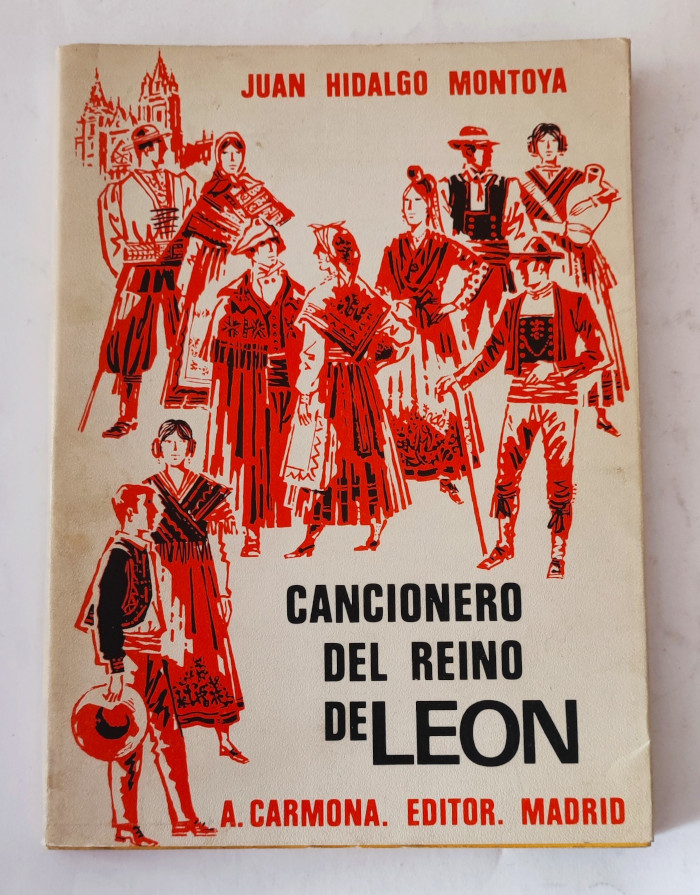 JUAN HIDALGO MONTOYA
CANCIONERO
DEL REINO
DE LEON
A. CARMONA. EDITOR. MADRID